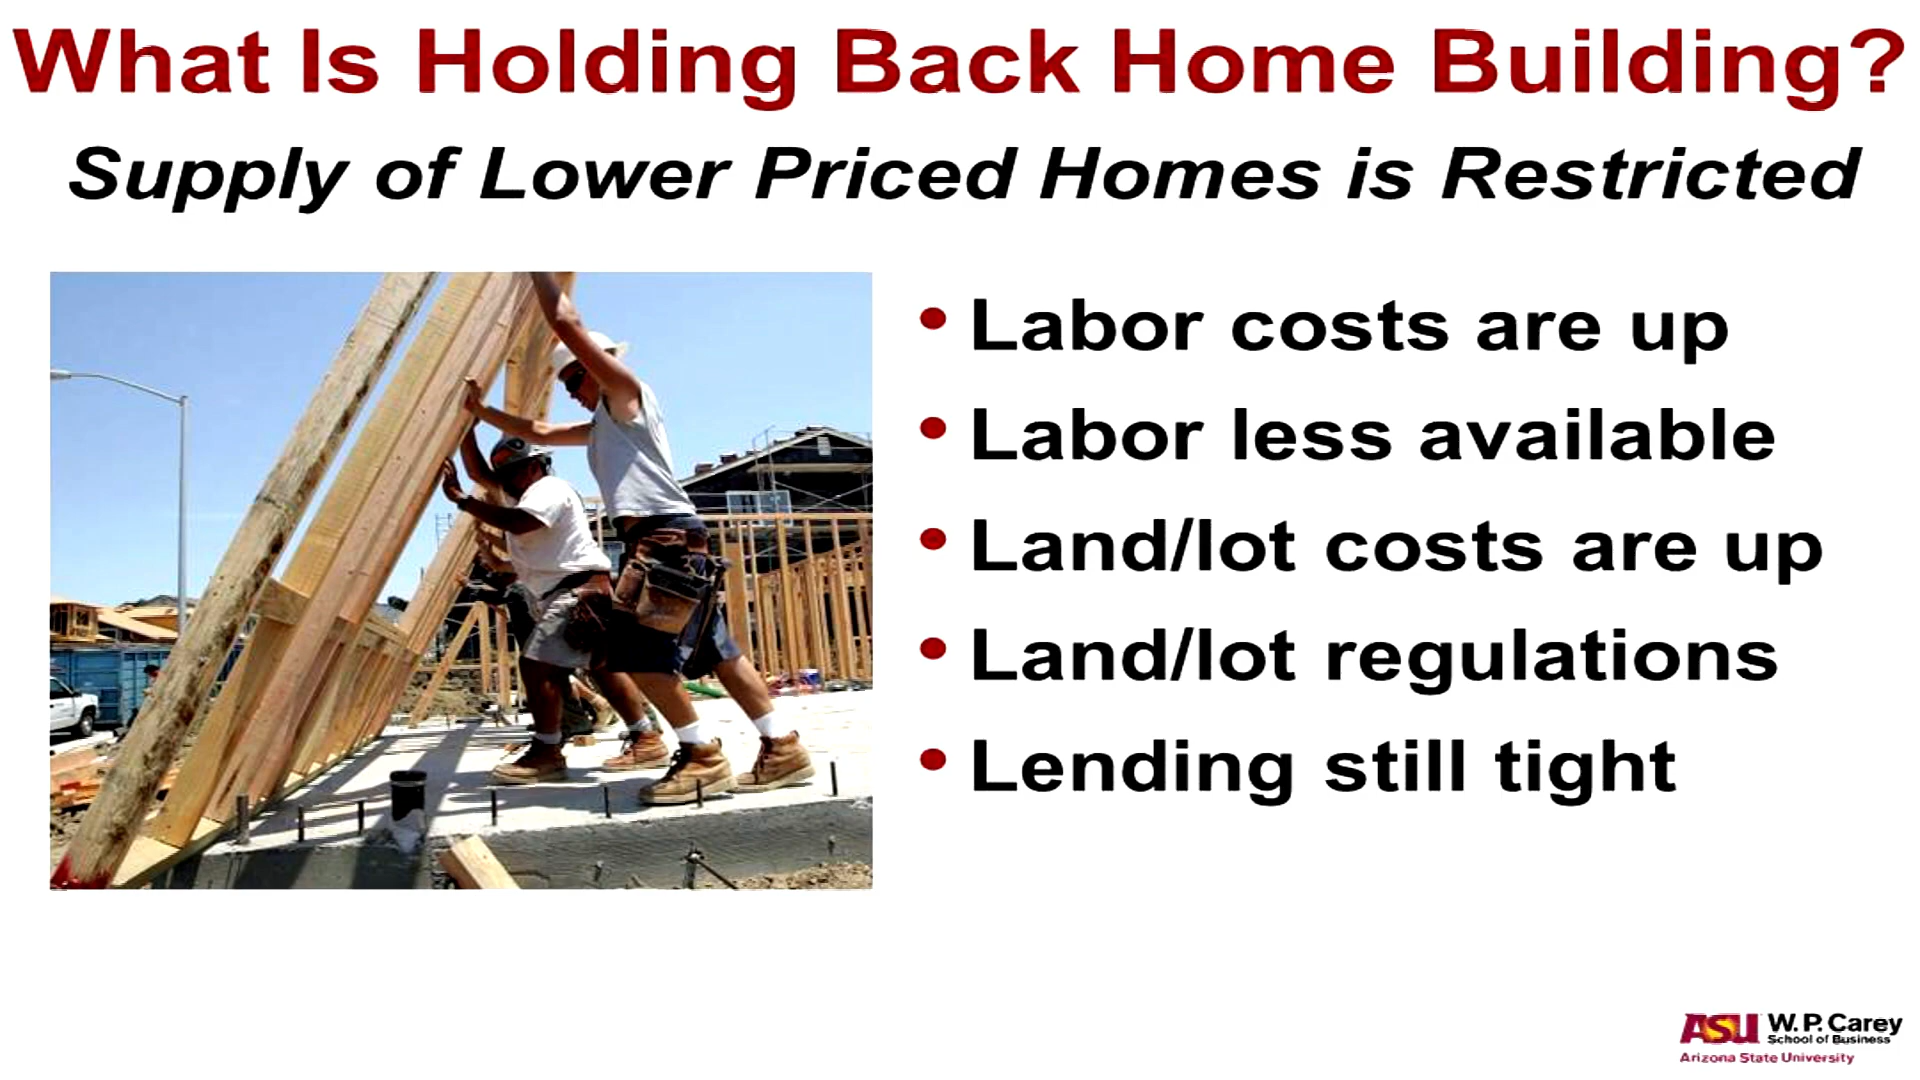 What Is Holding Back Home Building?
Supply of Lower Priced Homes is Restricted
• Labor costs are up
• Labor less available
• Land/lot costs are up
• Land/lot regulations
• Lending still tight
ASU W. P. Carey
School of Business
Arizona State University